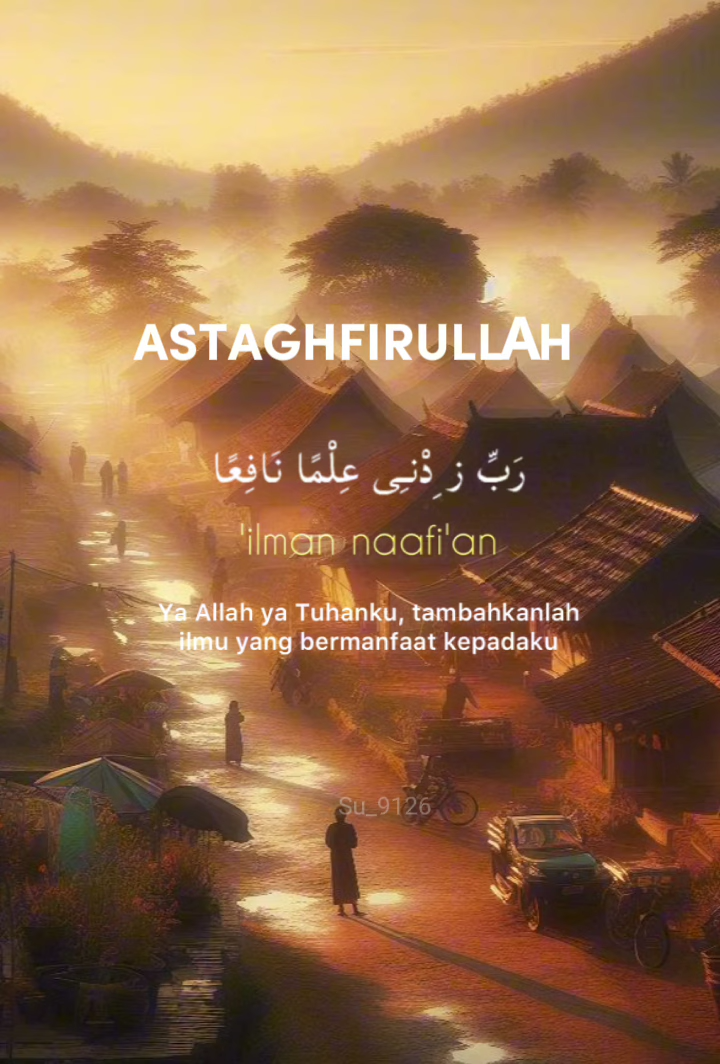 ASTAGHFIRULLAH
رَبِّ زِدْنِى عِلْمًا نَافِعًا
'ilman naafi'an
Ya Allah ya Tuhanku, tambahkanlah
ilmu yang bermanfaat kepadaku
Su_9126